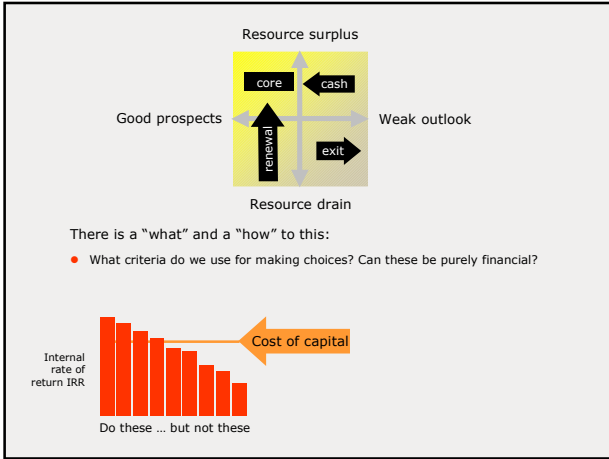 Resource surplus
core
cash
Good prospects
Weak outlook
renewal
exit
Resource drain
There is a “what” and a “how” to this:
What criteria do we use for making choices? Can these be purely financial?
Cost of capital
Internal
rate of
return IRR
Do these ... but not these